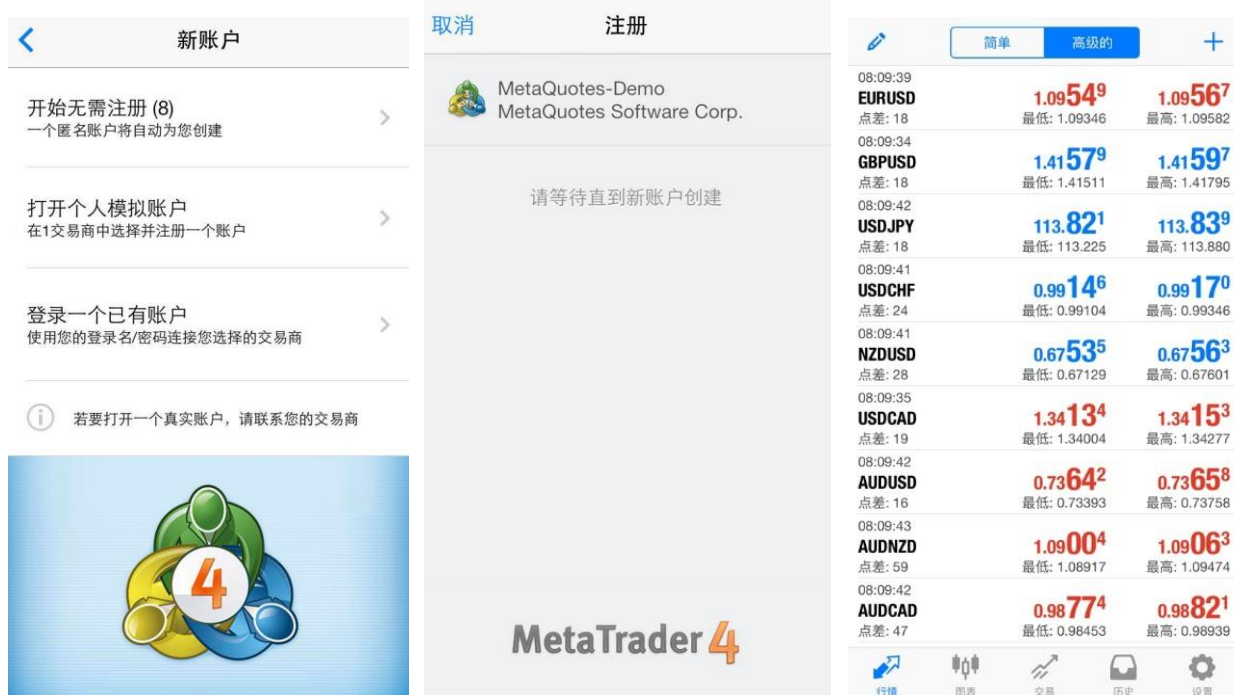 新账户
开始无需注册 (8)
一个匿名账户将自动为您创建
打开个人模拟账户
在1交易商中选择并注册一个账户
登录一个已有账户
使用您的登录名/密码连接您选择的交易商
若要打开一个真实账户，请联系您的交易商
4
取消 注册
MetaQuotes-Demo
MetaQuotes Software Corp.
请等待直到新账户创建
MetaTrader 4
简单 高级的
08:09:39
EURUSD 1.09549 1.09567
点差: 18 最低: 1.09346 最高: 1.09582
08:09:34
GBPUSD 1.41579 1.41597
点差: 18 最低: 1.41511 最高: 1.41795
08:09:42
USDJPY 113.821 113.839
点差: 18 最低: 113.225 最高: 113.880
08:09:41
USDCHF 0.99146 0.99170
点差: 24 最低: 0.99104 最高: 0.99346
08:09:41
NZDUSD 0.67535 0.67563
点差: 28 最低: 0.67129 最高: 0.67601
08:09:35
USDCAD 1.34134 1.34153
点差: 19 最低: 1.34004 最高: 1.34277
08:09:42
AUDUSD 0.73642 0.73658
点差: 16 最低: 0.73393 最高: 0.73758
08:09:43
AUDNZD 1.09004 1.09063
点差: 59 最低: 1.08917 最高: 1.09474
08:09:42
AUDCAD 0.98774 0.98821
点差: 47 最低: 0.98453 最高: 0.98939
行情 图表 交易 历史 设置